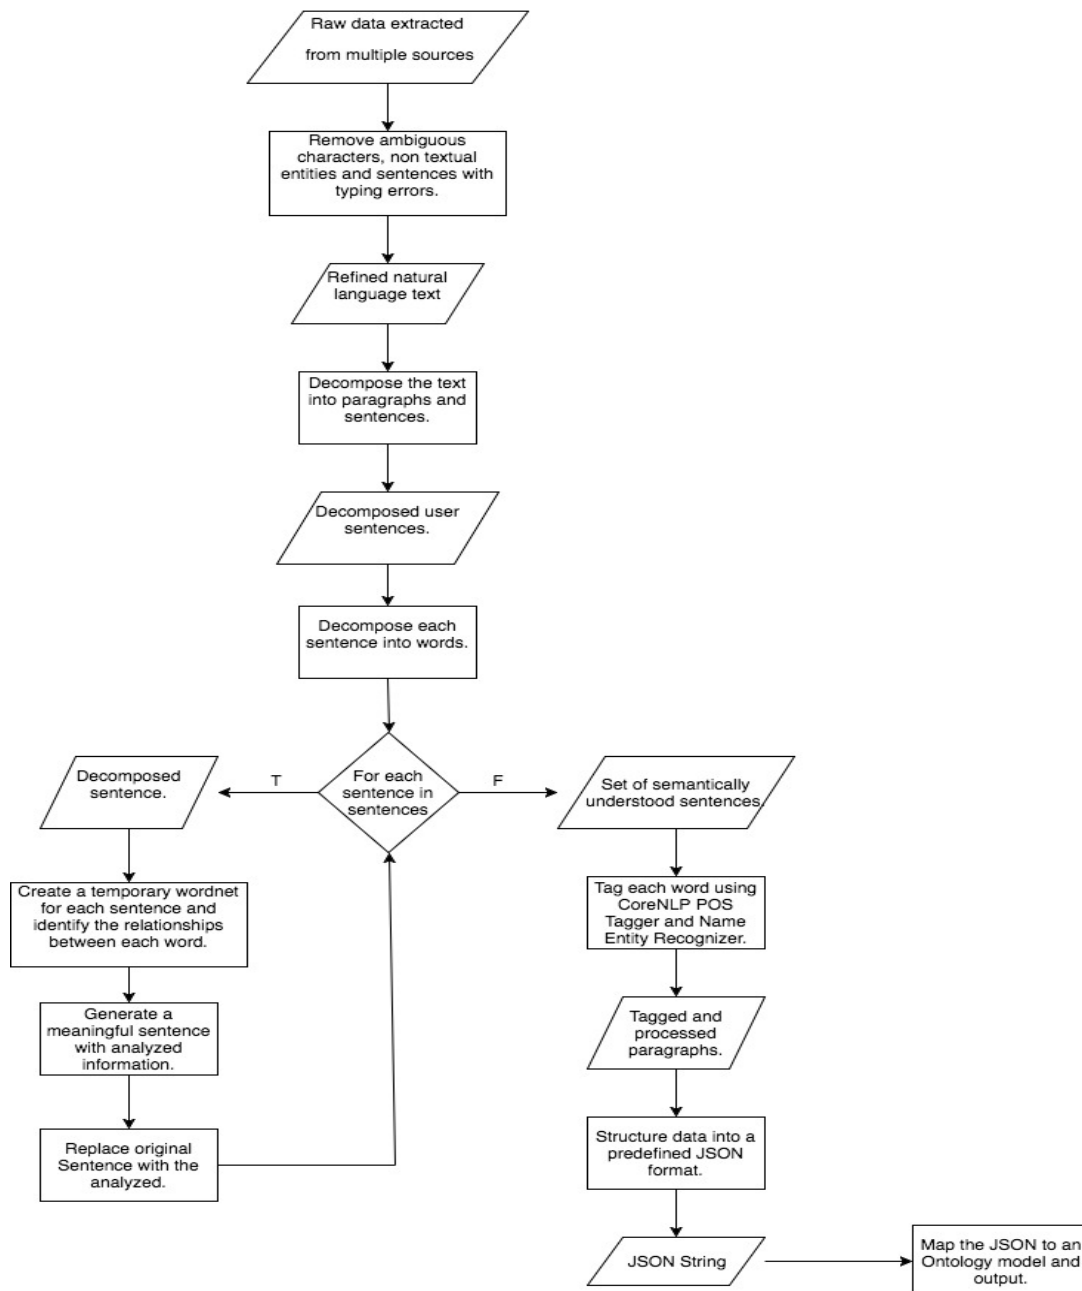 Raw data extracted
from multiple sources
Remove ambiguous
characters, non textual
entities and sentences with
typing errors.
Refined natural
language text
Decompose the text
into paragraphs and
sentences.
Decomposed user
sentences.
Decompose each
sentence into words.
For each
sentence in
sentences
T
F
Decomposed
sentence.
Create a temporary wordnet
for each sentence and
identify the relationships
between each word.
Generate a
meaningful sentence
with analyzed
information.
Replace original
Sentence with the
analyzed.
Set of semantically
understood sentences.
Tag each word using
CoreNLP POS
Tagger and Name
Entity Recognizer.
Tagged and
processed
paragraphs.
Structure data into a
predefined JSON
format.
JSON String
Map the JSON to an
Ontology model and
output.